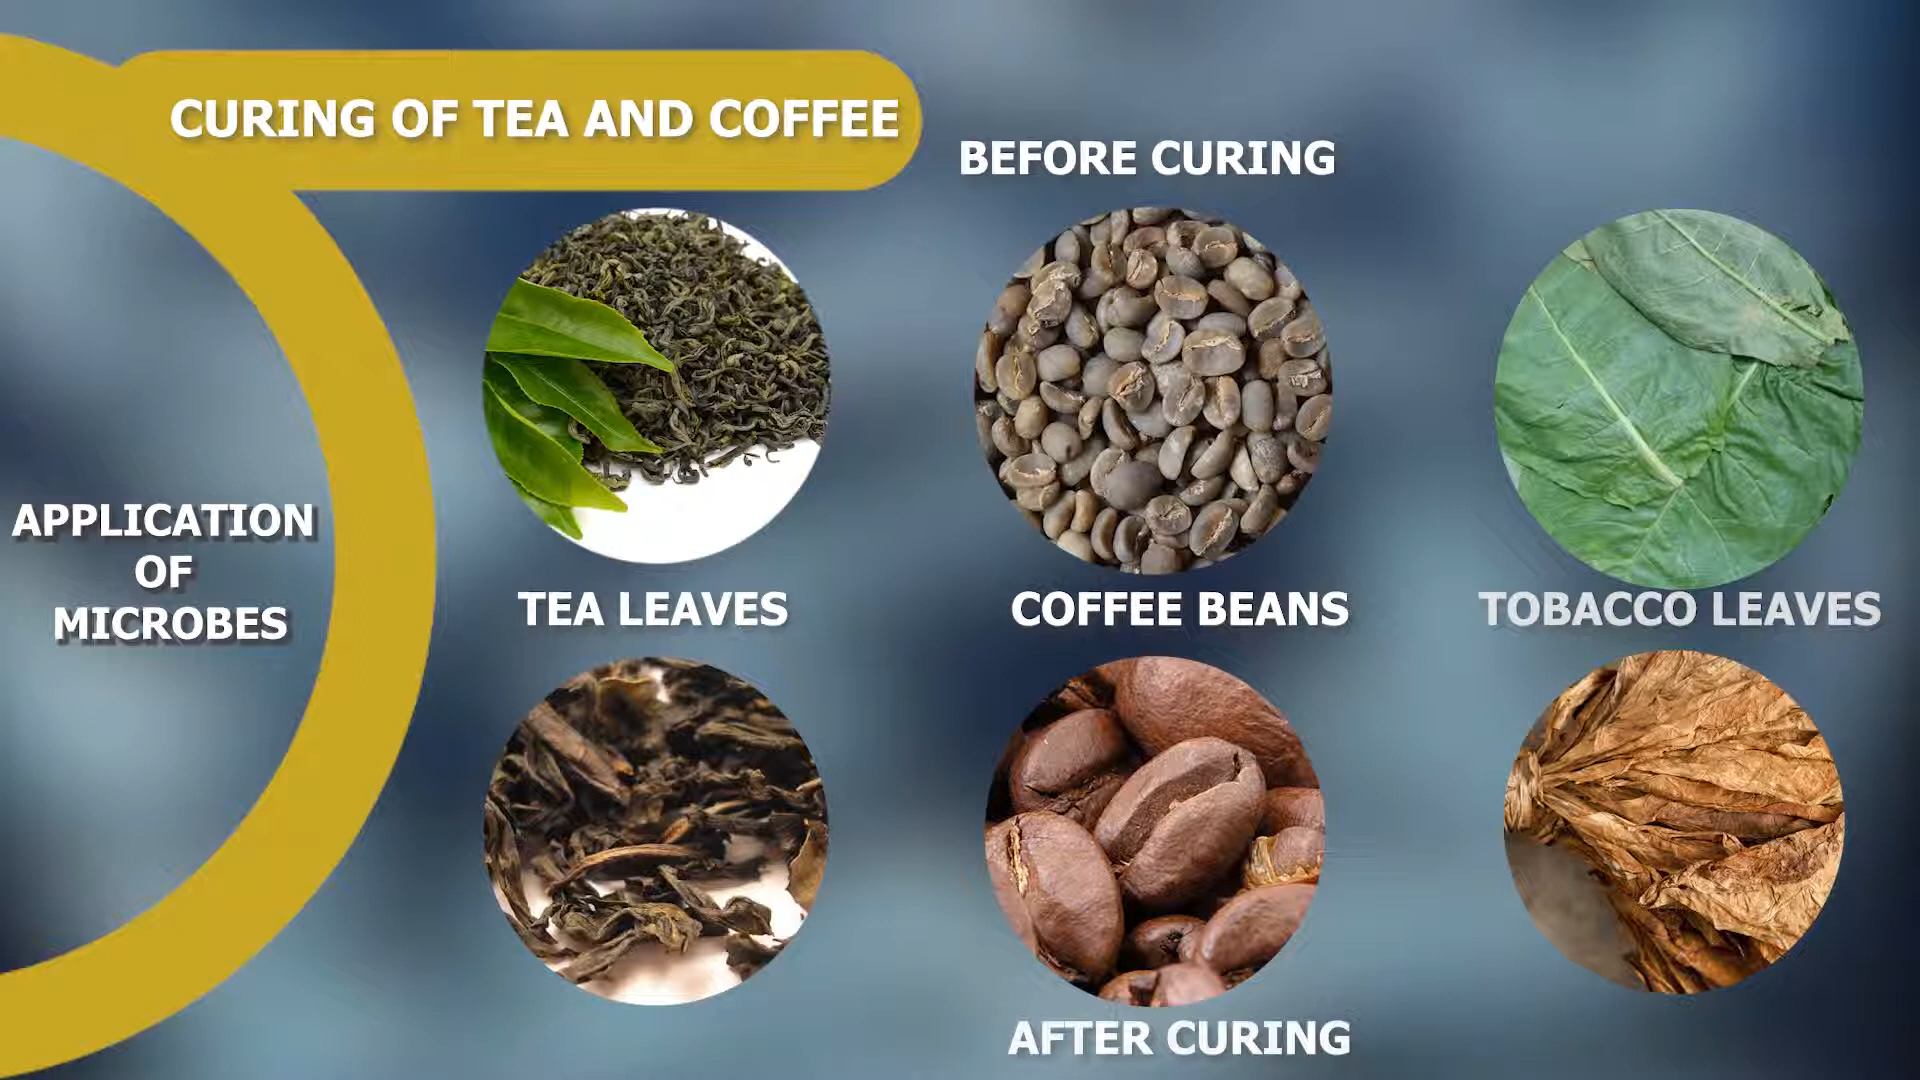 CURING OF TEA AND COFFEE
BEFORE CURING
APPLICATION
OF
MICROBES
TEA LEAVES
COFFEE BEANS
TOBACCO LEAVES
AFTER CURING